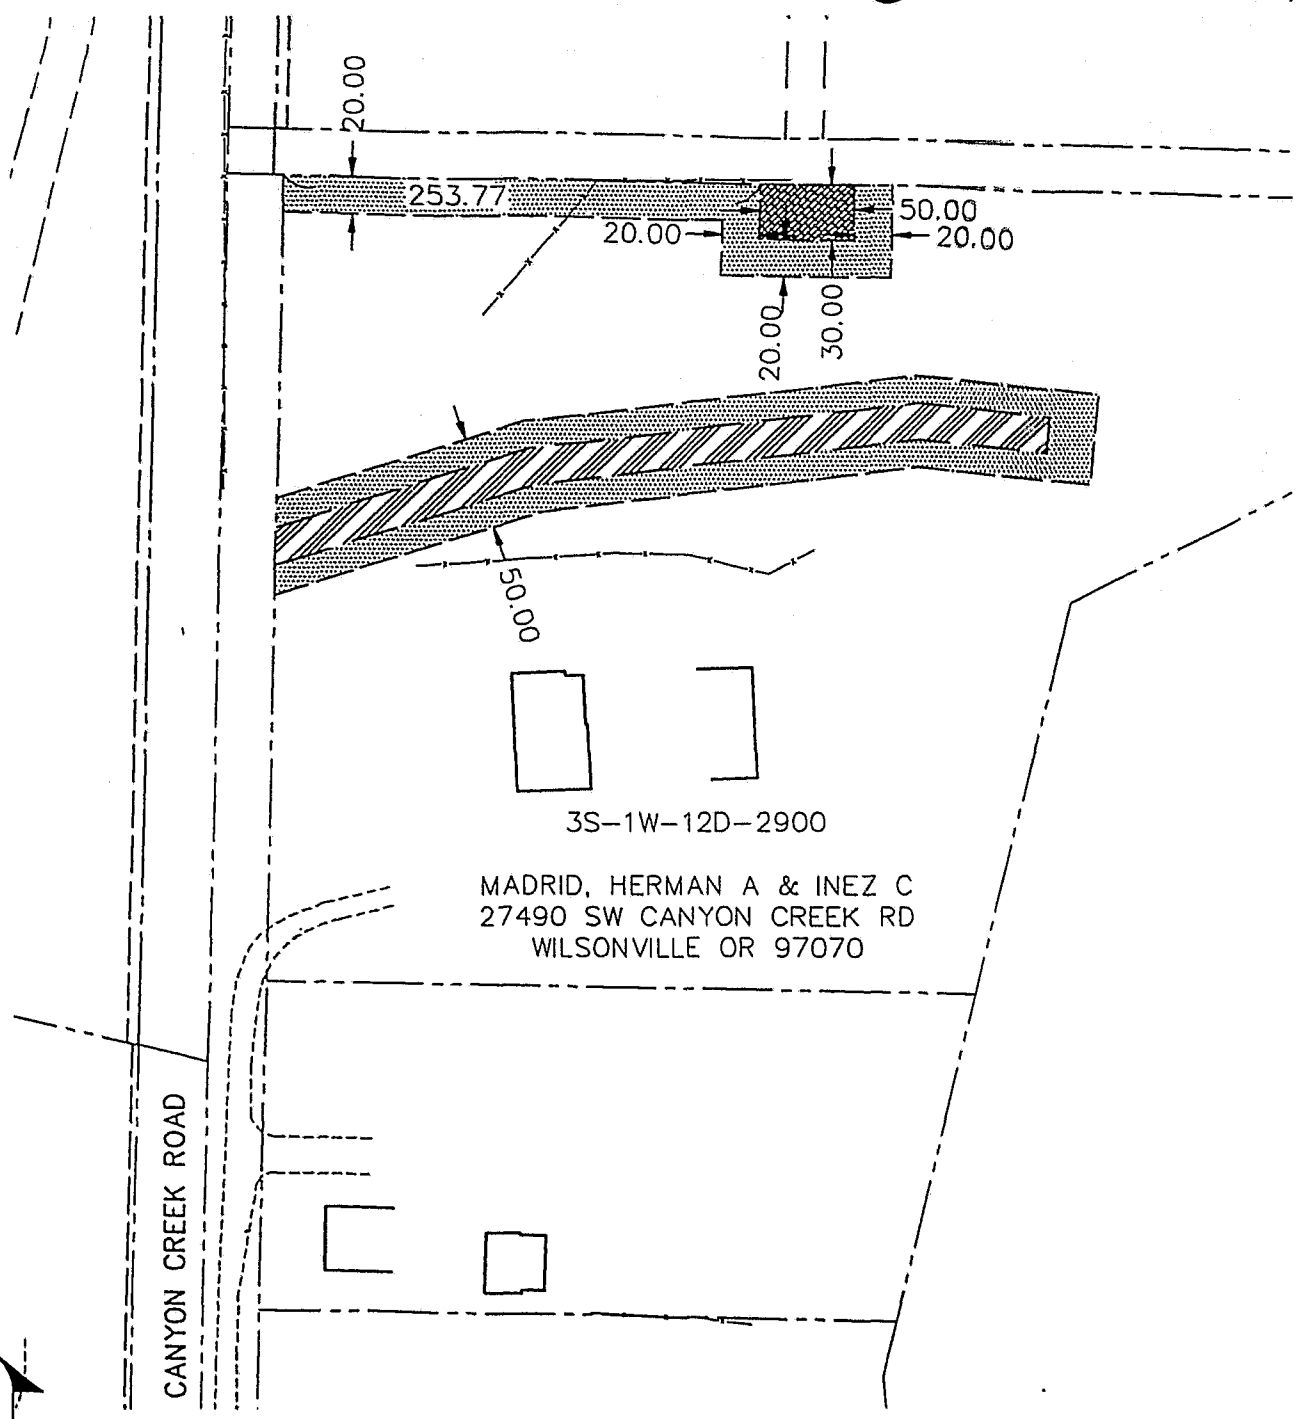 20.00
253.77
50.00
20.00
20.00
20.00
30.00
50.00
3S-1W-12D-2900
MADRID, HERMAN A & INEZ C
27490 SW CANYON CREEK RD
WILSONVILLE OR 97070
CANYON CREEK ROAD